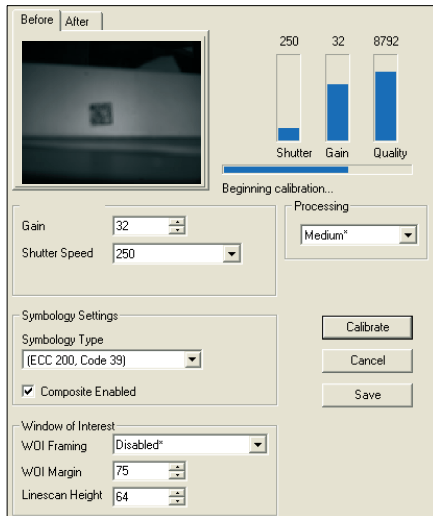 Before After
250 32 8792
Shutter Gain Quality
Beginning calibration...
Gain 32
Shutter Speed 250
Processing
Medium*
Symbology Settings
Symbology Type
(ECC 200, Code 39)
Composite Enabled
Calibrate
Cancel
Save
Window of Interest
WOI Framing Disabled*
WOI Margin 75
Linescan Height 64